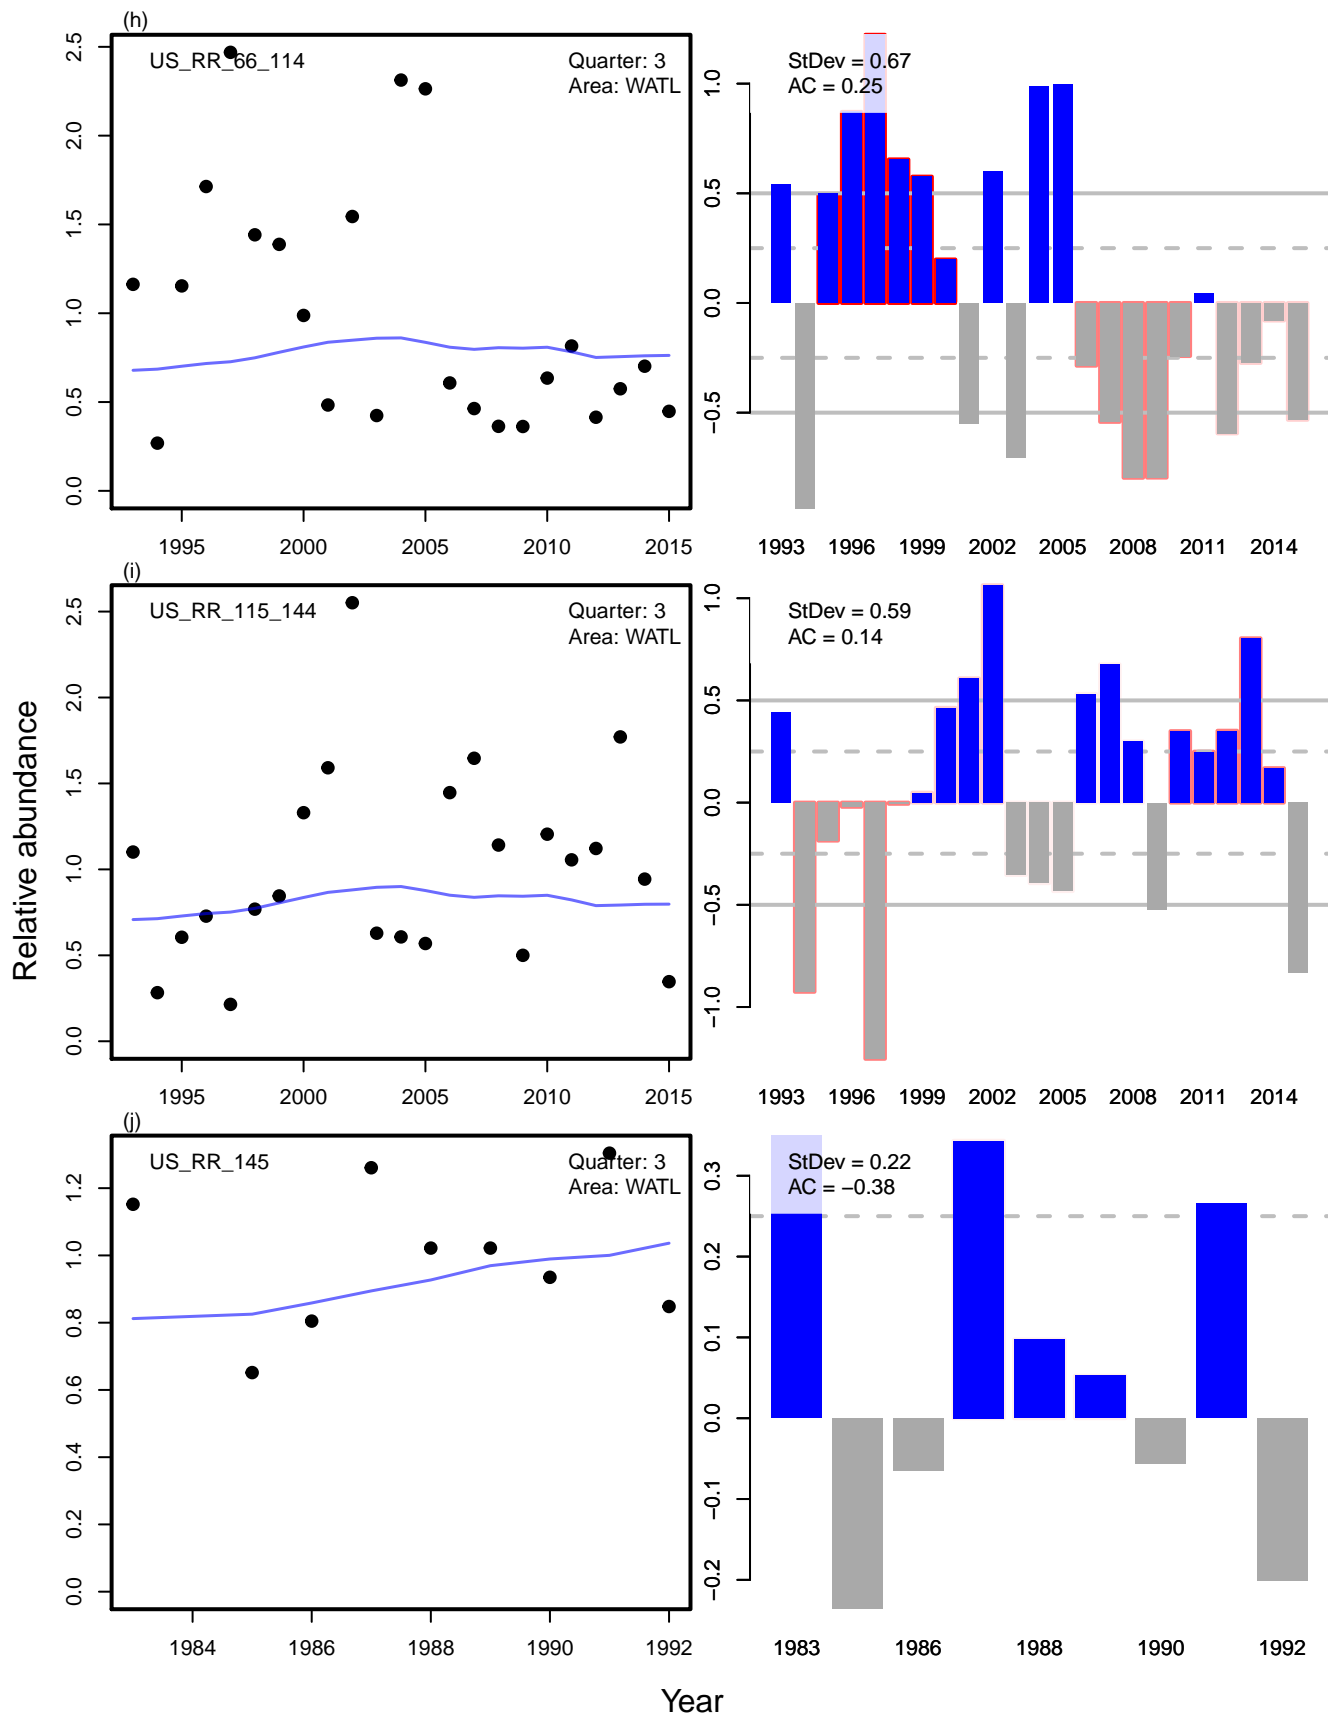 (h)
US_RR_66_114
Quarter: 3
Area: WATL
StDev = 0.67
AC = 0.25
2.5
2.0
1.5
1.0
0.5
0.0
1995 2000 2005 2010 2015
1.0
0.5
0.0
−0.5
1993 1996 1999 2002 2005 2008 2011 2014
(i)
US_RR_115_144
Quarter: 3
Area: WATL
StDev = 0.59
AC = 0.14
2.5
2.0
1.5
1.0
0.5
0.0
1995 2000 2005 2010 2015
1.0
0.5
0.0
−0.5
−1.0
1993 1996 1999 2002 2005 2008 2011 2014
(j)
US_RR_145
Quarter: 3
Area: WATL
StDev = 0.22
AC = −0.38
1.2
1.0
0.8
0.6
0.4
0.2
0.0
1984 1986 1988 1990 1992
0.3
0.2
0.1
0.0
−0.1
−0.2
1983 1986 1988 1990 1992
Relative abundance
Year